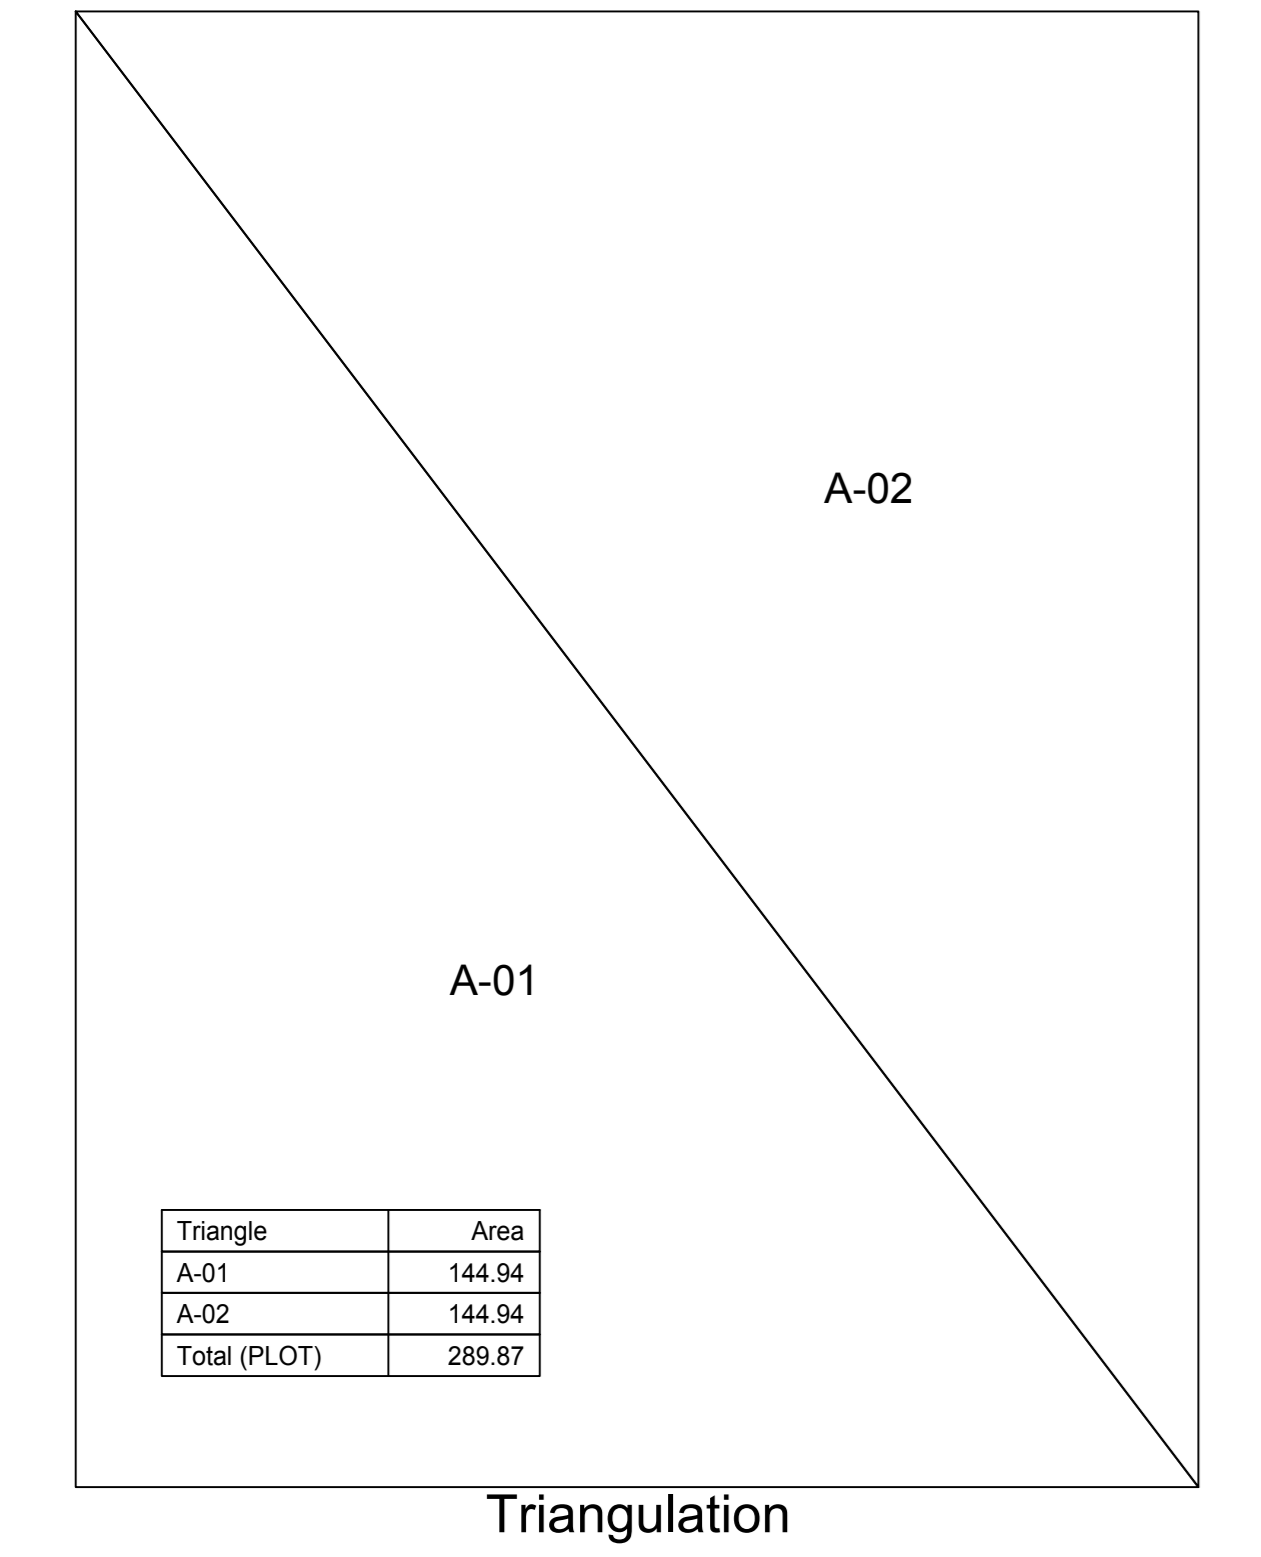 A-02
A-01
Triangle Area
A-01 144.94
A-02 144.94
Total (PLOT) 289.87
Triangulation